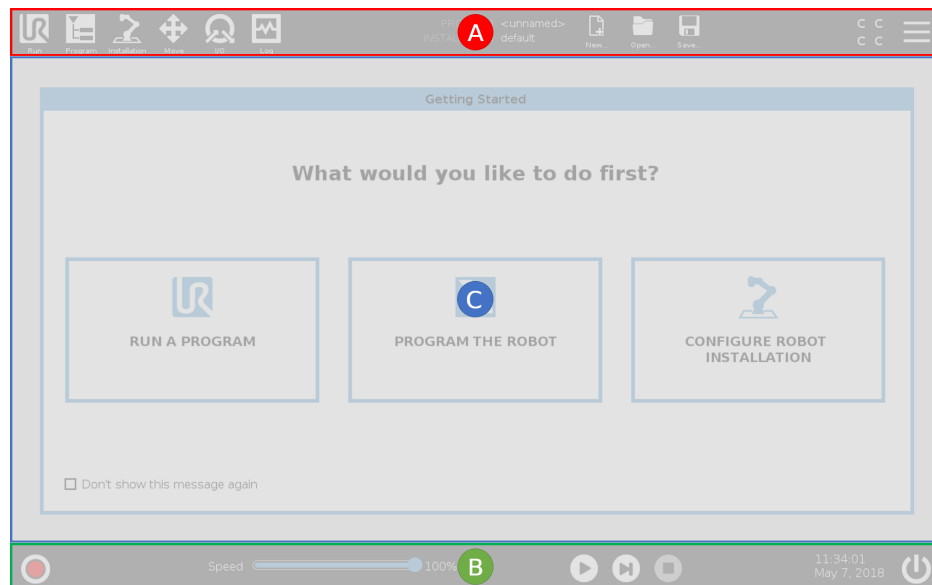 <unnamed>
A
default
C C
C C
Run Program Installation Move I/O Log
New... Open... Save...
Getting Started
What would you like to do first?
C
RUN A PROGRAM
PROGRAM THE ROBOT
CONFIGURE ROBOT
INSTALLATION
Don't show this message again
Speed 100%
B
11:34:01
May 7, 2018